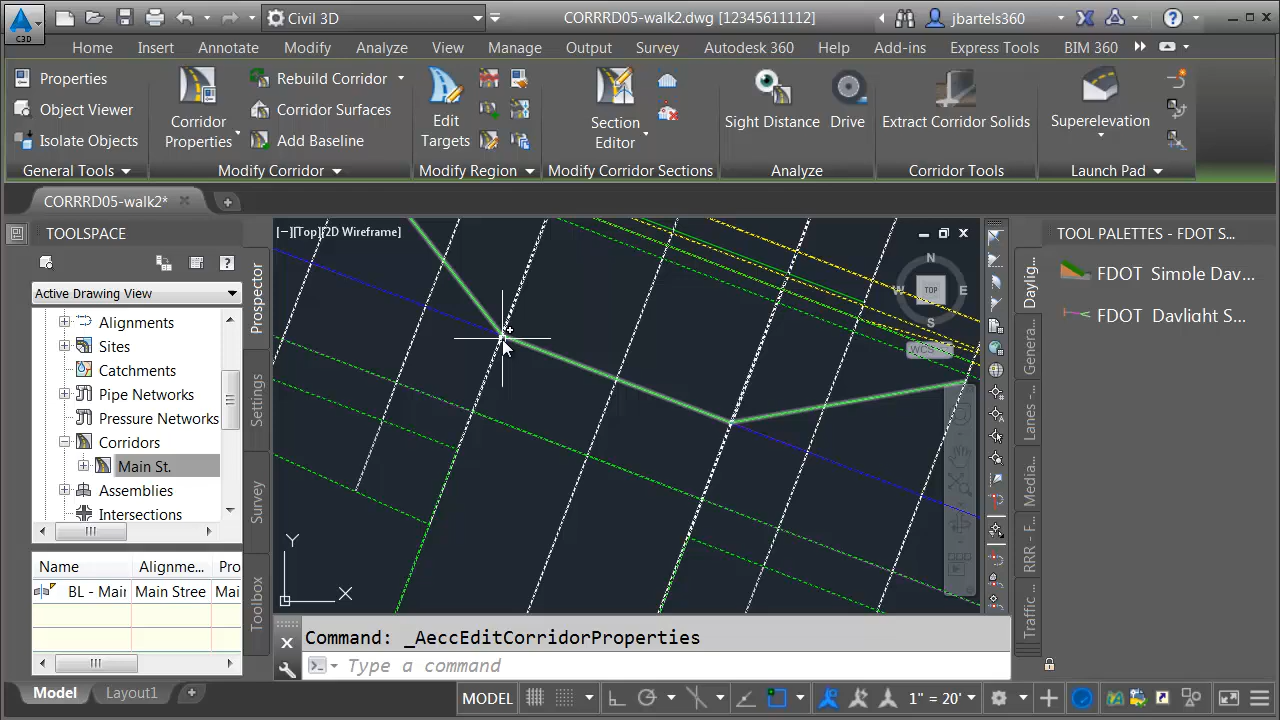 C3D
Civil 3D
CORRRD05-walk2.dwg [12345611112]
jbartels360
Home Insert Annotate Modify Analyze View Manage Output Survey Autodesk 360 Help Add-ins Express Tools BIM 360
Properties
Object Viewer
Isolate Objects
General Tools
Corridor
Properties
Rebuild Corridor
Corridor Surfaces
Add Baseline
Modify Corridor
Edit
Targets
Modify Region
Section
Editor
Modify Corridor Sections
Sight Distance
Drive
Analyze
Extract Corridor Solids
Corridor Tools
Superelevation
Launch Pad
CORRRD05-walk2*
TOOLSPACE
Active Drawing View
Alignments
Sites
Catchments
Pipe Networks
Pressure Networks
Corridors
Main St.
Assemblies
Intersections
Name Alignme... Pro
BL - Main Main Stree Mai
Prospector
Settings
Survey
Toolbox
[−][Top][2D Wireframe]
N
W
TOP
E
S
WCS
Y
X
Command: _AeccEditCorridorProperties
Type a command
TOOL PALETTES - FDOT S...
FDOT Simple Dav...
FDOT Daylight S...
Daylig...
Genera...
Lanes -...
Media...
RRR - F...
Traffic ...
Model
Layout1
MODEL
1" = 20'